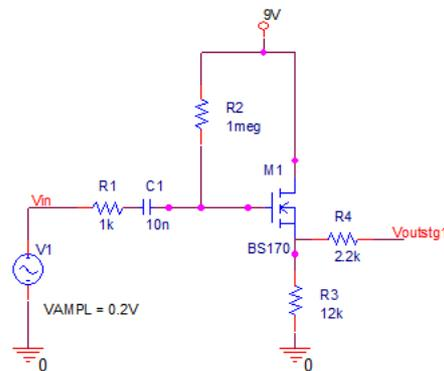 9V
R2
1meg
M1
Vin
R1
C1
R4
Voutstg1
1k
10n
BS170
2.2k
V1
R3
12k
VAMPL = 0.2V
0
0